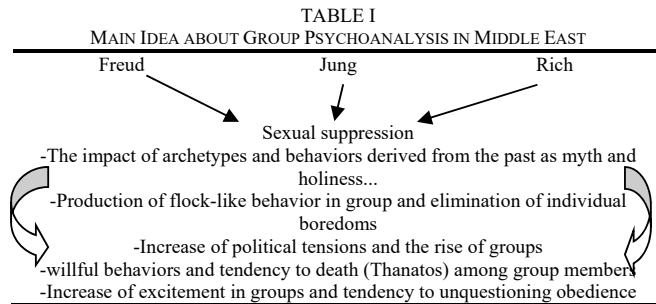 TABLE I
MAIN IDEA ABOUT GROUP PSYCHOANALYSIS IN MIDDLE EAST
Freud Jung Rich
Sexual suppression
-The impact of archetypes and behaviors derived from the past as myth and
holiness...
-Production of flock-like behavior in group and elimination of individual
boredoms
-Increase of political tensions and the rise of groups
-willful behaviors and tendency to death (Thanatos) among group members
-Increase of excitement in groups and tendency to unquestioning obedience